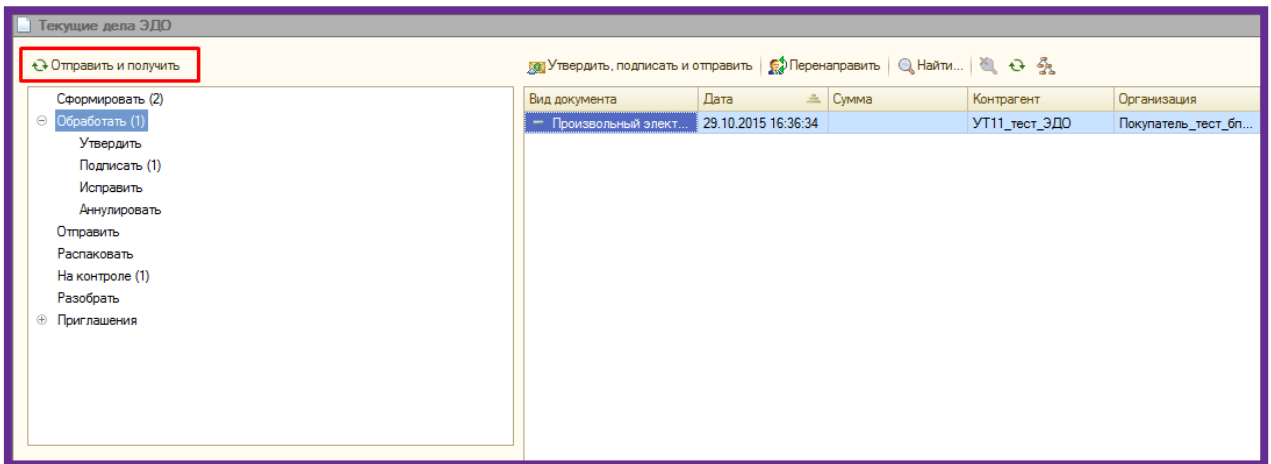 Текущие дела ЭДО
Отправить и получить
Утвердить, подписать и отправить Перенаправить Найти...
Сформировать (2)
Обработать (1)
Утвердить
Подписать (1)
Исправить
Аннулировать
Отправить
Распаковать
На контроле (1)
Разобрать
Приглашения
Вид документа Дата Сумма Контрагент Организация
Произвольный элект... 29.10.2015 16:36:34 УТ11_тест_ЭДО Покупатель_тест_бп...